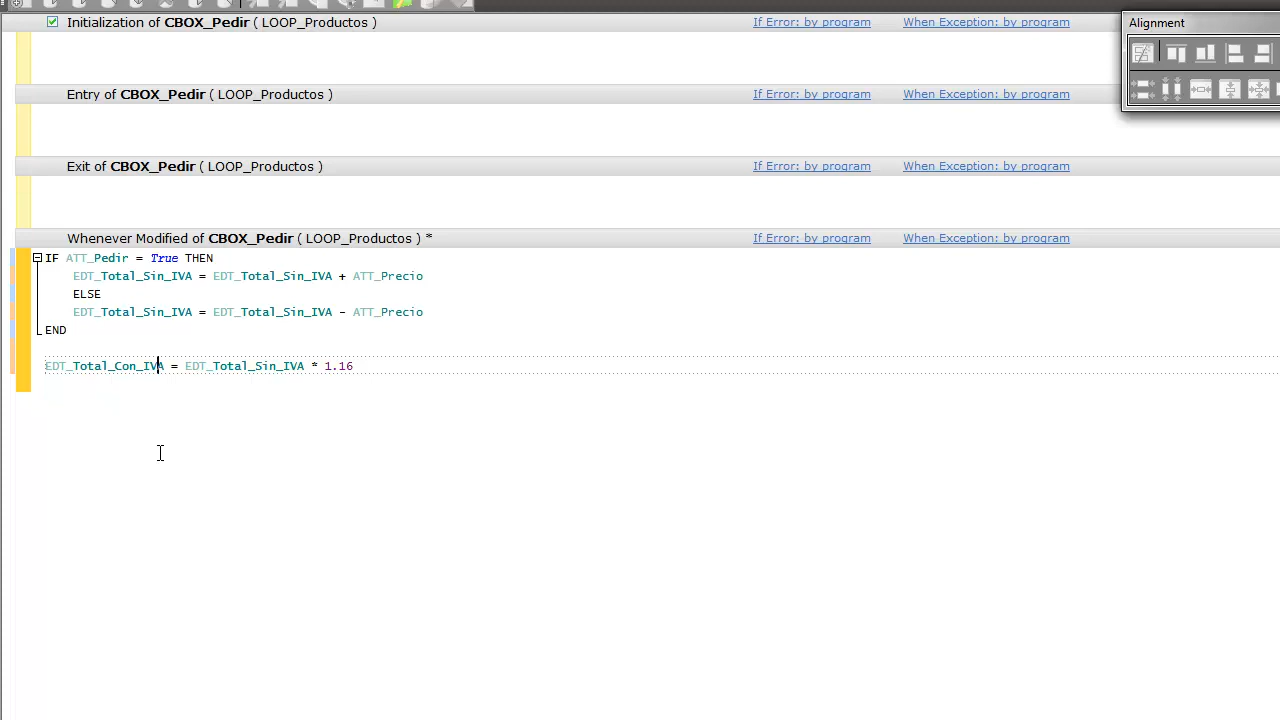 Initialization of CBOX_Pedir ( LOOP_Productos )
If Error: by program
When Exception: by program
Alignment
Entry of CBOX_Pedir ( LOOP_Productos )
If Error: by program
When Exception: by program
Exit of CBOX_Pedir ( LOOP_Productos )
If Error: by program
When Exception: by program
Whenever Modified of CBOX_Pedir ( LOOP_Productos ) *
If Error: by program
When Exception: by program
IF ATT_Pedir = True THEN
EDT_Total_Sin_IVA = EDT_Total_Sin_IVA + ATT_Precio
ELSE
EDT_Total_Sin_IVA = EDT_Total_Sin_IVA - ATT_Precio
END
EDT_Total_Con_IVA = EDT_Total_Sin_IVA * 1.16